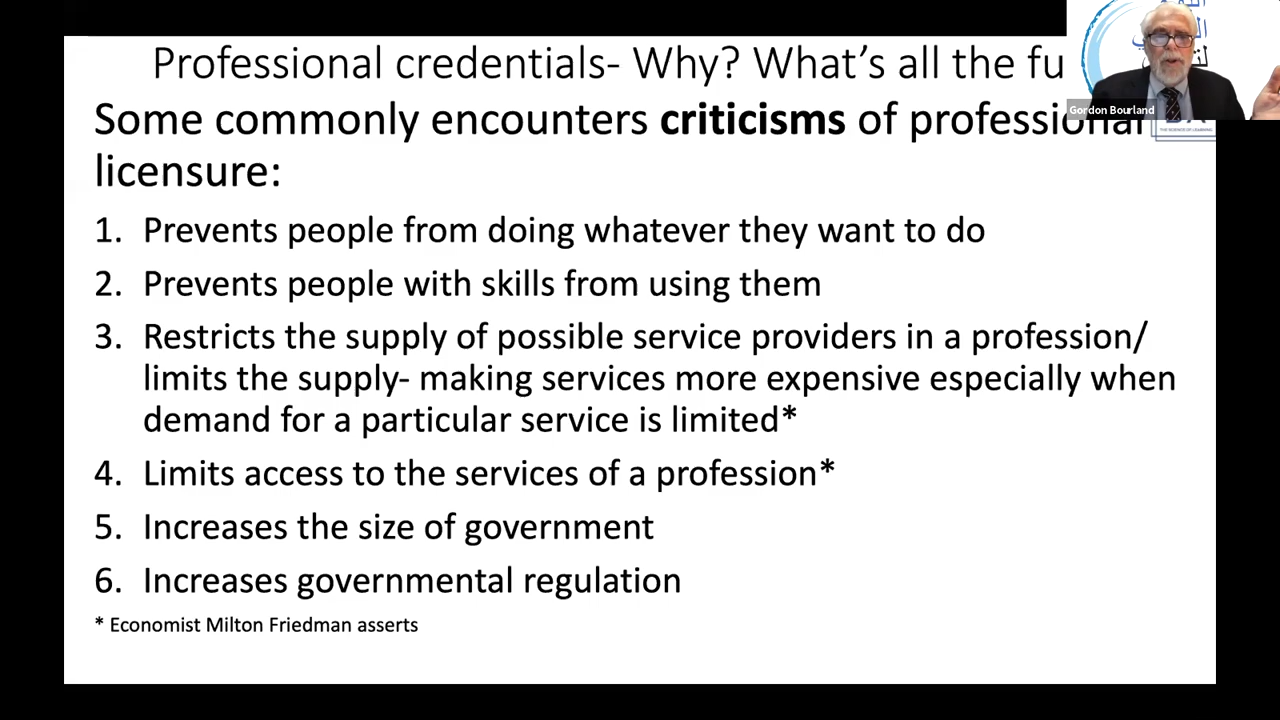 Professional credentials- Why? What's all the fu
Some commonly encounters criticisms of professional
licensure:
1. Prevents people from doing whatever they want to do
2. Prevents people with skills from using them
3. Restricts the supply of possible service providers in a profession/
limits the supply- making services more expensive especially when
demand for a particular service is limited*
4. Limits access to the services of a profession*
5. Increases the size of government
6. Increases governmental regulation
* Economist Milton Friedman asserts
Gordon Bourland
THE SCIENCE OF LEARNING